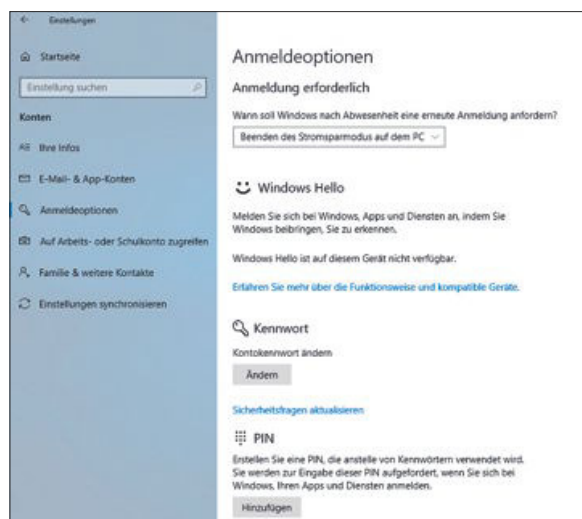 Einstellungen
Startseite
Einstellung suchen
Konten
Ihre Infos
E-Mail- & App-Konten
Anmeldeoptionen
Auf Arbeits- oder Schulkonto zugreifen
Familie & weitere Kontakte
Einstellungen synchronisieren
Anmeldeoptionen
Anmeldung erforderlich
Wann soll Windows nach Abwesenheit eine erneute Anmeldung anfordern?
Beenden des Stromsparmodus auf dem PC
Windows Hello
Melden Sie sich bei Windows, Apps und Diensten an, indem Sie
Windows beibringen, Sie zu erkennen.
Windows Hello ist auf diesem Gerät nicht verfügbar.
Erfahren Sie mehr über die Funktionsweise und kompatible Geräte.
Kennwort
Kontokennwort ändern
Ändern
Sicherheitsfragen aktualisieren
PIN
Erstellen Sie eine PIN, die anstelle von Kennwörtern verwendet wird.
Sie werden zur Eingabe dieser PIN aufgefordert, wenn Sie sich bei
Windows, Ihren Apps und Diensten anmelden.
Hinzufügen